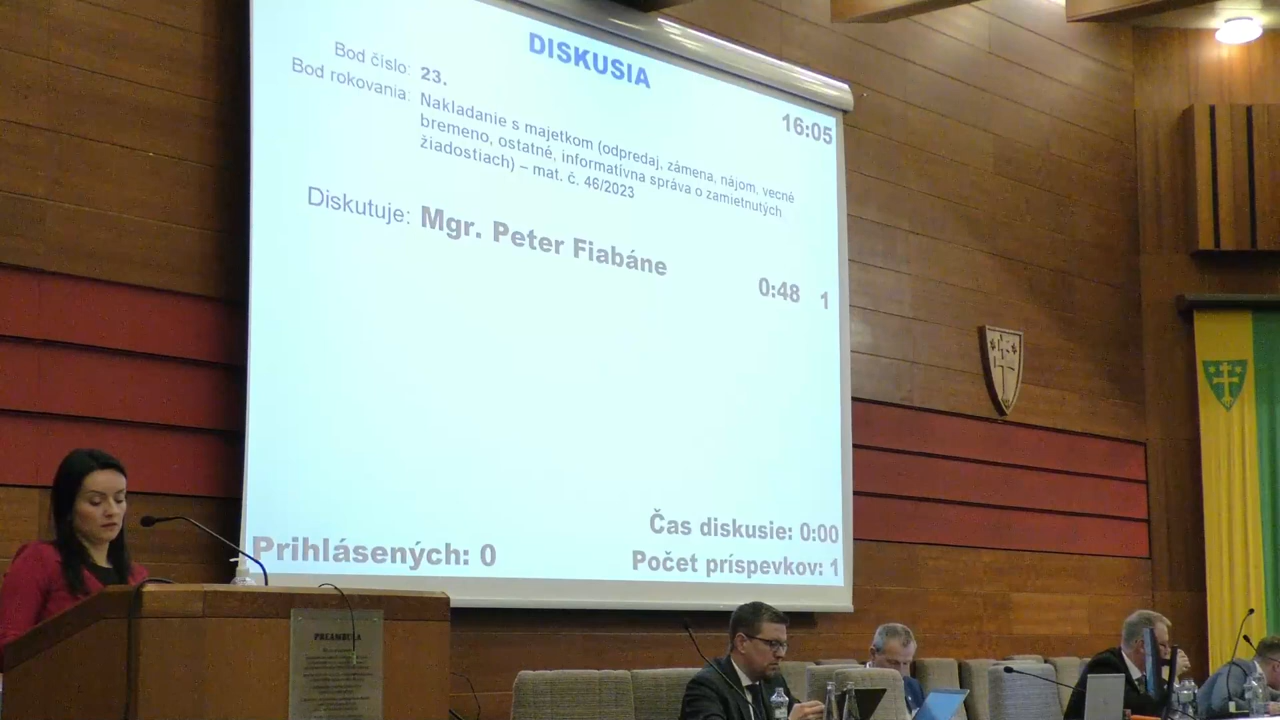 DISKUSIA
Bod číslo: 23.
16:05
Bod rokovania: Nakladanie s majetkom (odpredaj, zámena, nájom, vecné
bremeno, ostatné, informatívna správa o zamietnutých
žiadostiach) – mat. č. 46/2023
Diskutuje: Mgr. Peter Fiabáne
0:48 1
Čas diskusie: 0:00
Prihlásených: 0
Počet príspevkov: 1
PREAMBULA